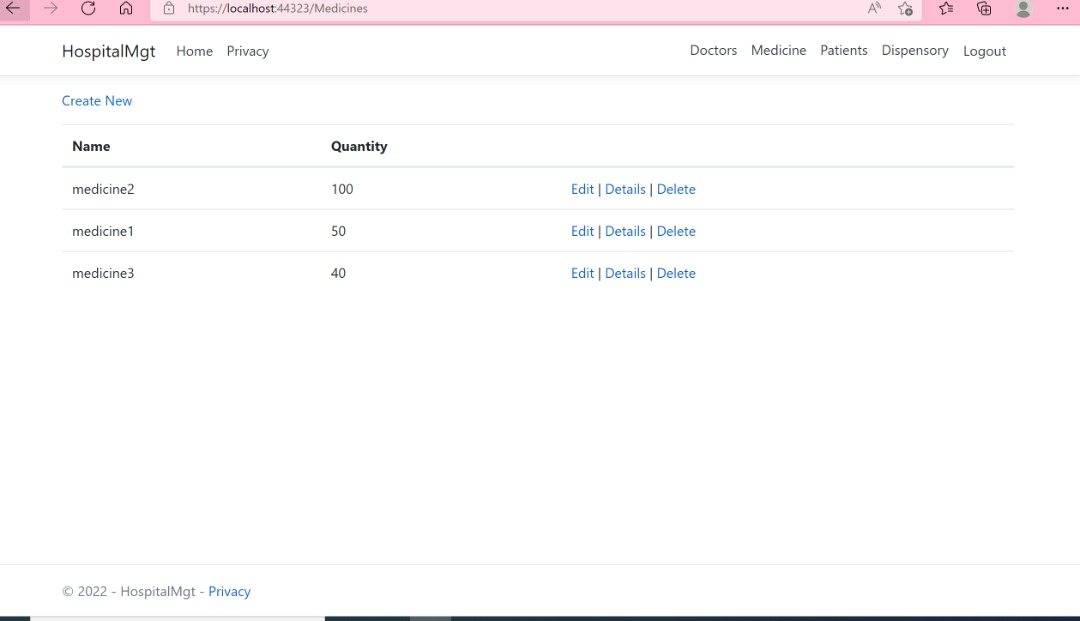 https://localhost:44323/Medicines
HospitalMgt Home Privacy Doctors Medicine Patients Dispensory Logout
Create New
Name Quantity
medicine2 100 Edit | Details | Delete
medicine1 50 Edit | Details | Delete
medicine3 40 Edit | Details | Delete
© 2022 - HospitalMgt - Privacy